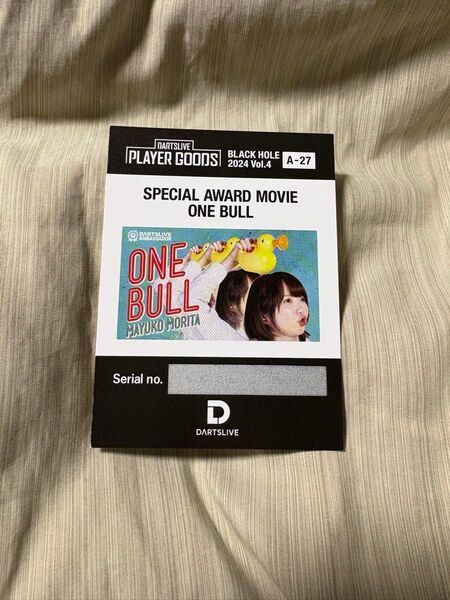 DARTSLIVE
PLAYER GOODS
BLACK HOLE
2024 Vol.4
A-27
SPECIAL AWARD MOVIE
ONE BULL
DARTSLIVE
AMBASSADOR
ONE
BULL
MAYUKO MORITA
Serial no.
DARTSLIVE